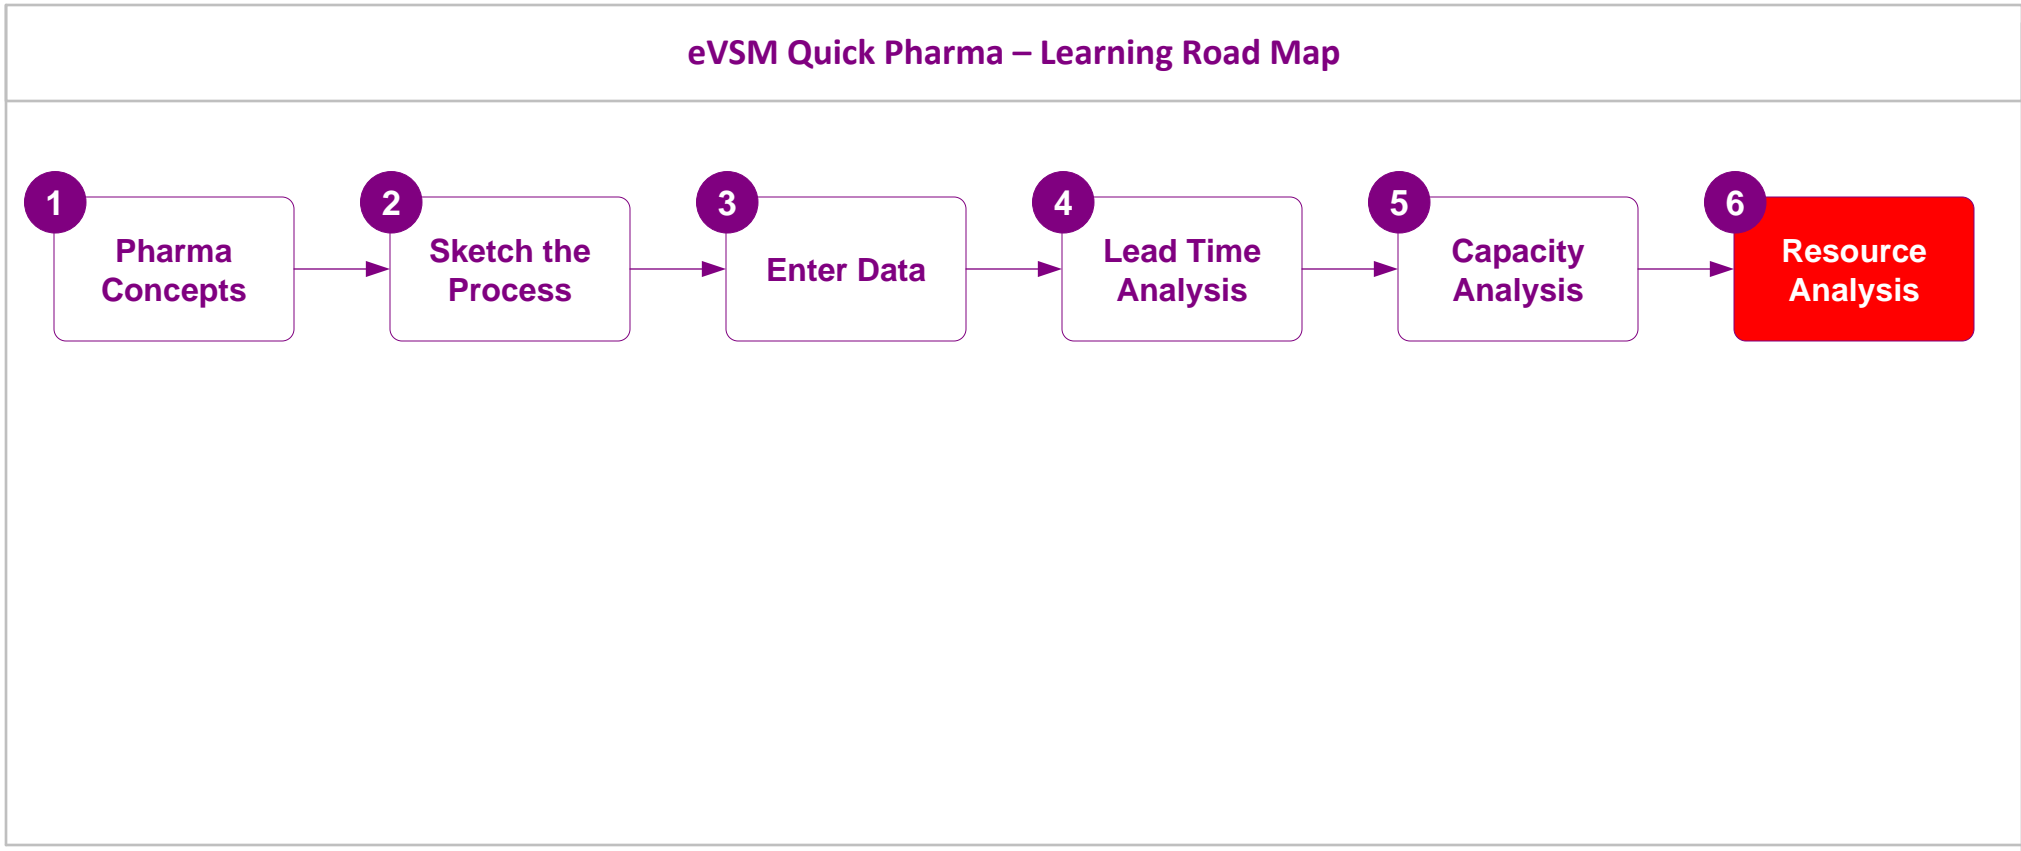 eVSM Quick Pharma – Learning Road Map
1
Pharma
Concepts
2
Sketch the
Process
3
Enter Data
4
Lead Time
Analysis
5
Capacity
Analysis
6
Resource
Analysis